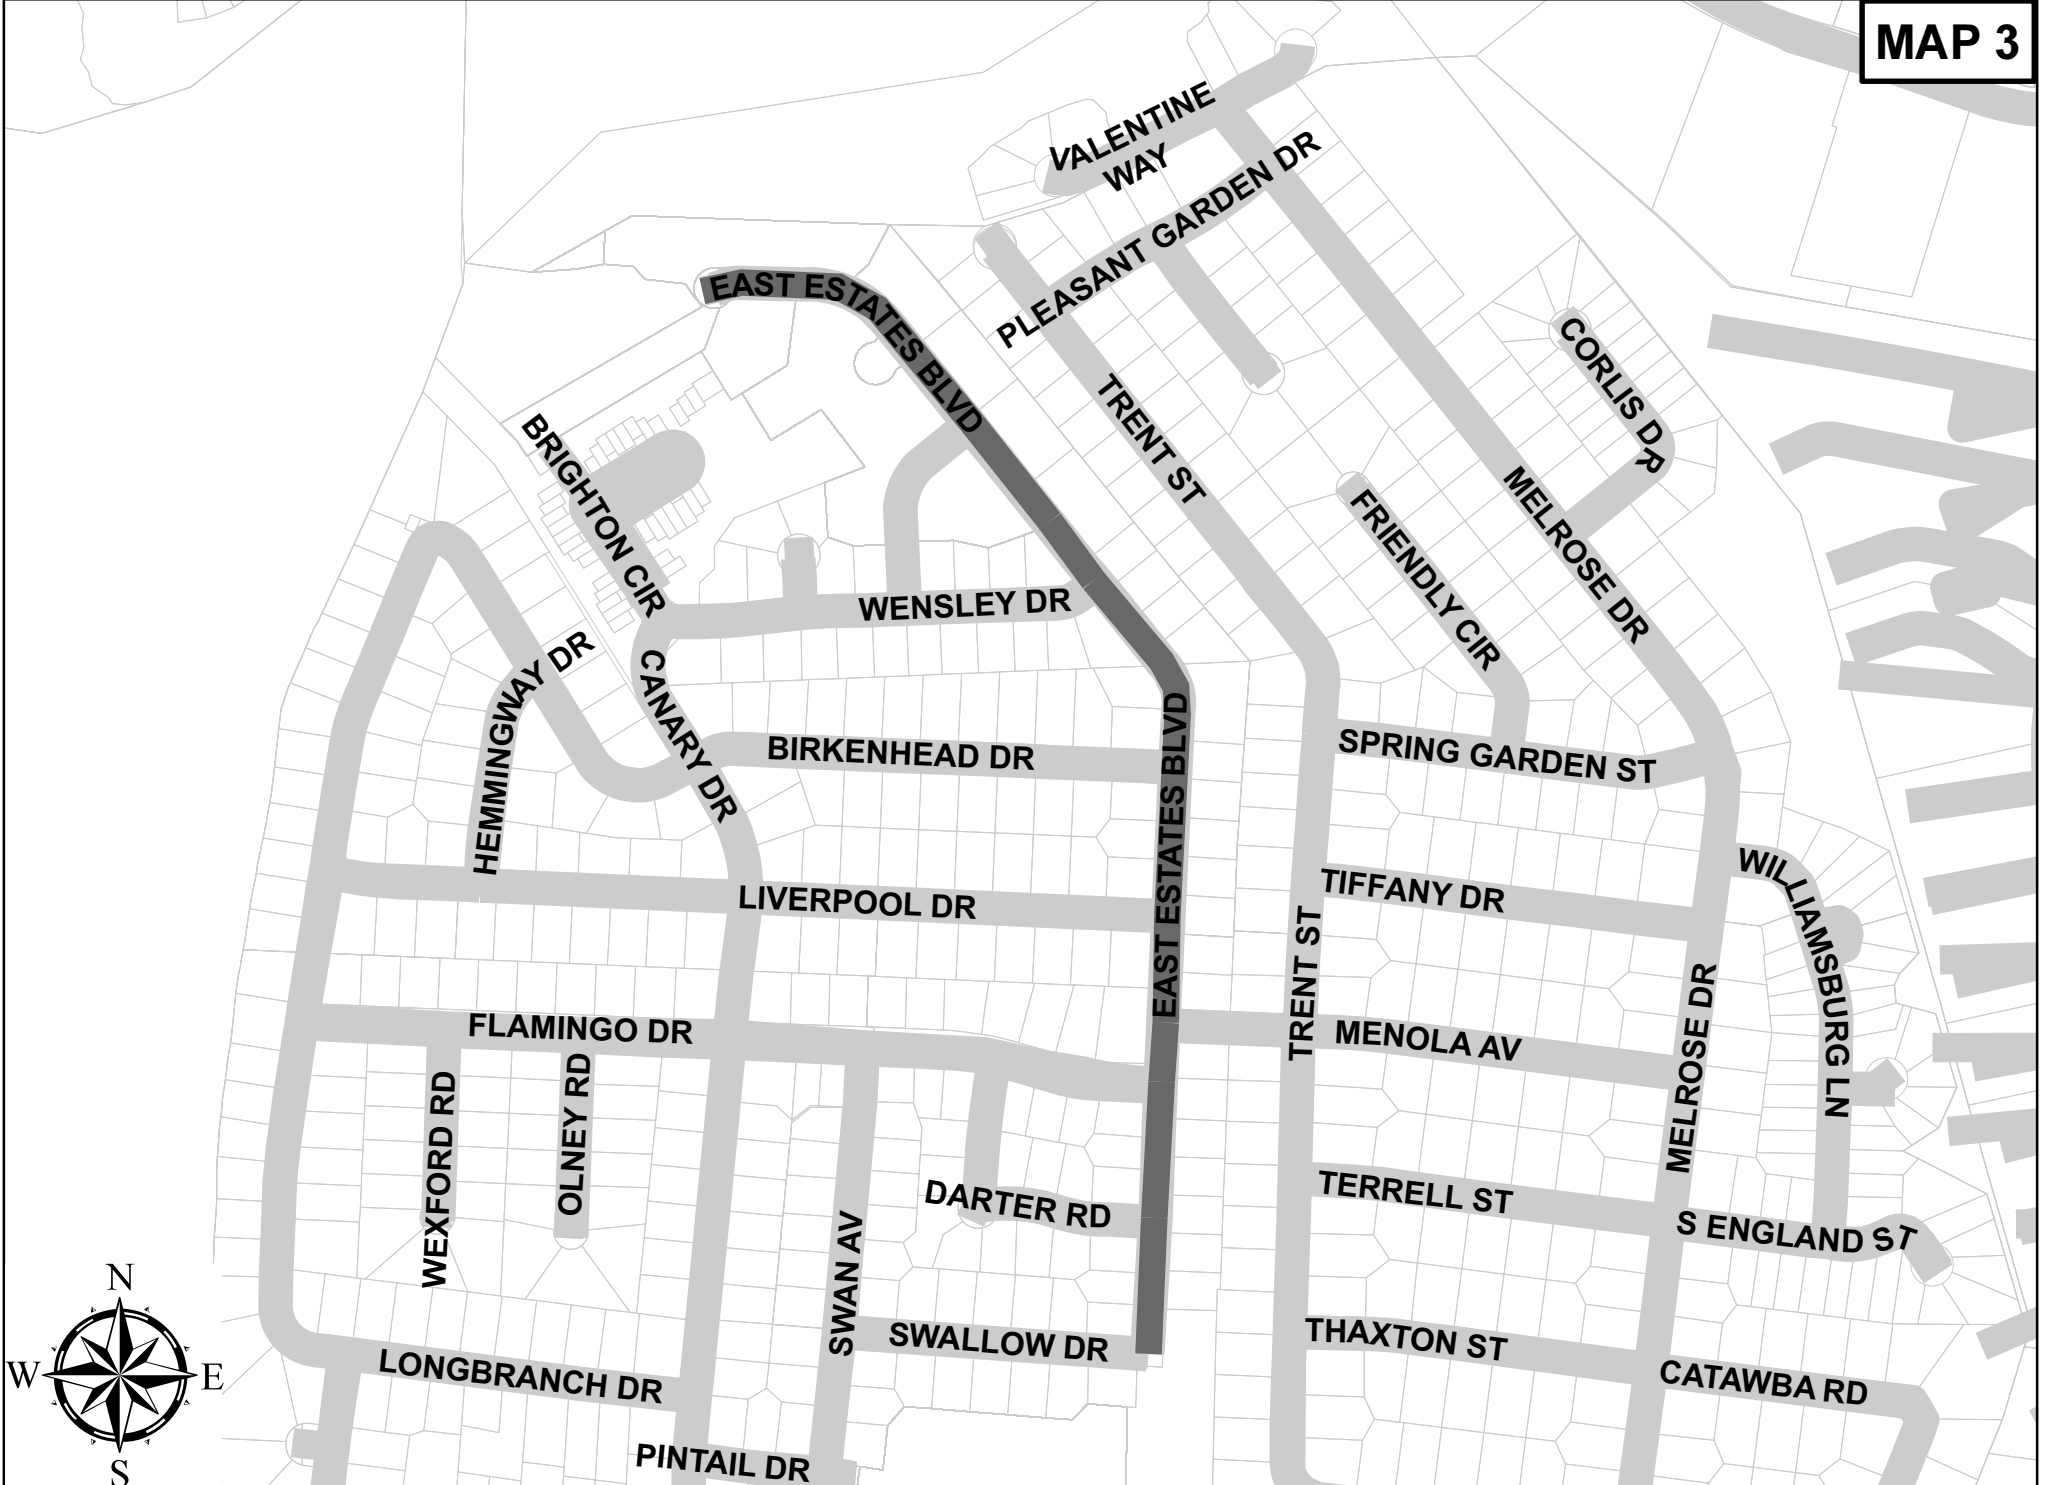 MAP 3
VALENTINE
WAY
PLEASANT GARDEN DR
EAST ESTATES BLVD
CORLIS DR
TRENT ST
BRIGHTON CIR
MELROSE DR
FRIENDLY CIR
WENSLEY DR
HEMMINGWAY DR
CANARY DR
BIRKENHEAD DR
EAST ESTATES BLVD
SPRING GARDEN ST
WILLIAMSBURG LN
LIVERPOOL DR
TIFFANY DR
TRENT ST
MELROSE DR
FLAMINGO DR
MENOLA AV
WEXFORD RD
OLNEY RD
DARTER RD
TERRELL ST
S ENGLAND ST
SWAN AV
SWALLOW DR
THAXTON ST
LONGBRANCH DR
CATAWBA RD
PINTAIL DR
N
W
E
S